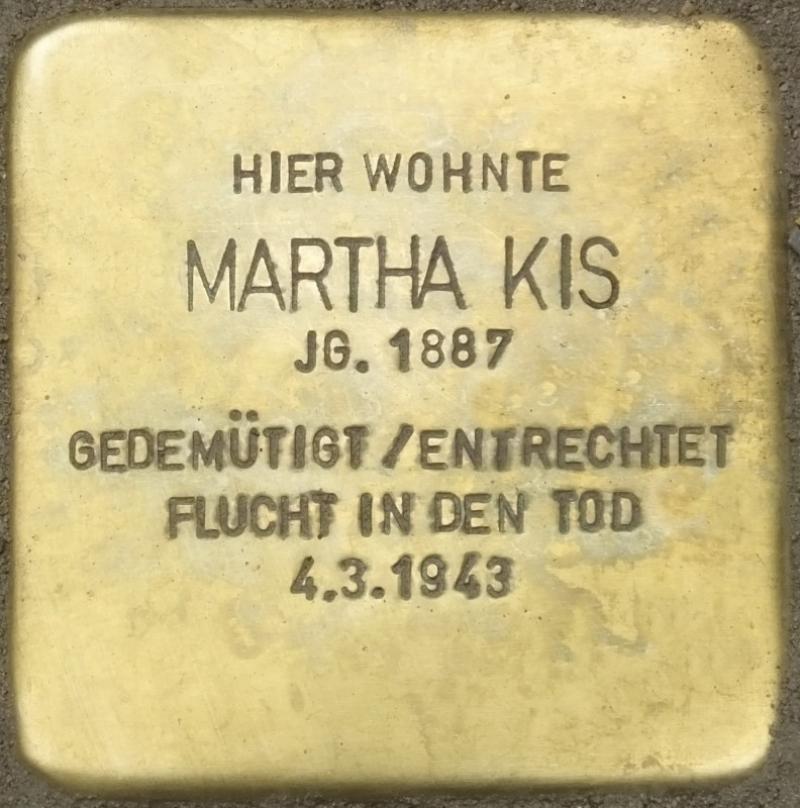 HIER WOHNTE
MARTHA KIS
JG. 1887
GEDEMÜTIGT / ENTRECHTET
FLUCHT IN DEN TOD
4.3.1943